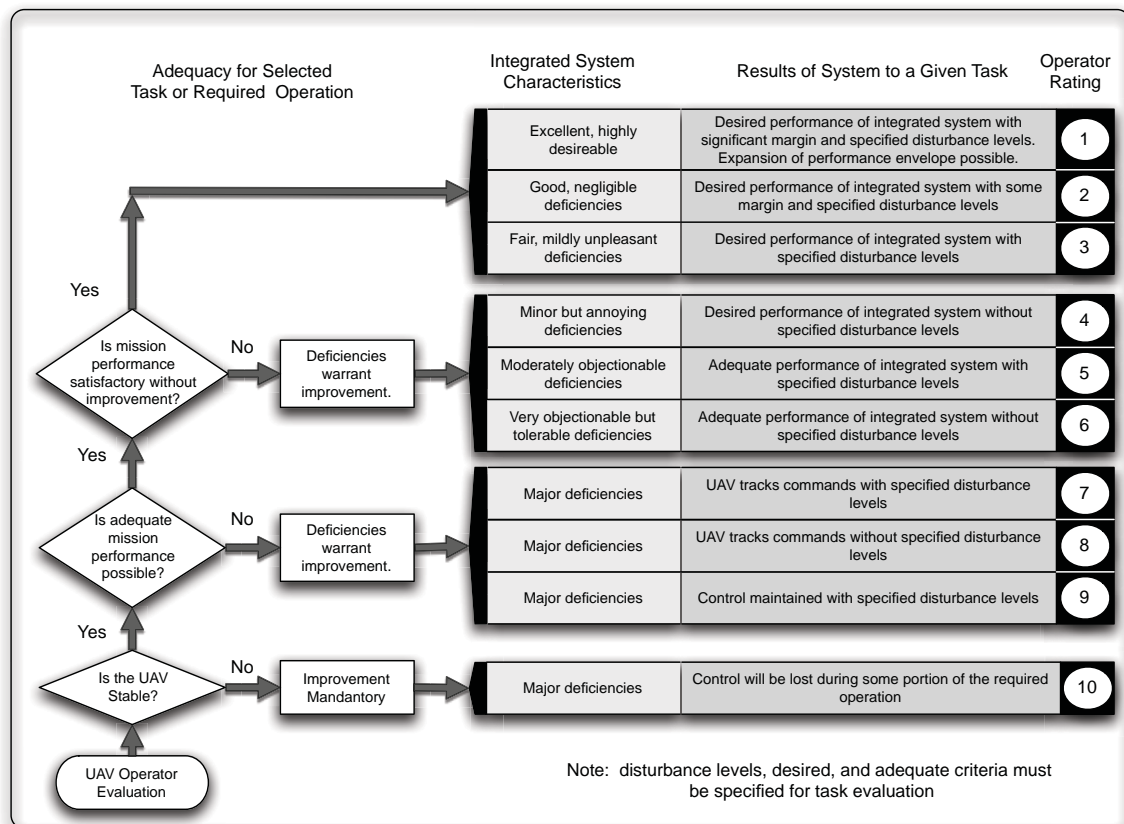 Adequacy for Selected
Task or Required Operation
Integrated System
Characteristics
Results of System to a Given Task
Operator
Rating
Excellent, highly
desireable
Desired performance of integrated system with
significant margin and specified disturbance levels.
Expansion of performance envelope possible.
1
Good, negligible
deficiencies
Desired performance of integrated system with some
margin and specified disturbance levels
2
Fair, mildly unpleasant
deficiencies
Desired performance of integrated system with
specified disturbance levels
3
Yes
Is mission
performance
satisfactory without
improvement?
No
Deficiencies
warrant
improvement.
Minor but annoying
deficiencies
Desired performance of integrated system without
specified disturbance levels
4
Moderately objectionable
deficiencies
Adequate performance of integrated system with
specified disturbance levels
5
Very objectionable but
tolerable deficiencies
Adequate performance of integrated system without
specified disturbance levels
6
Yes
Is adequate
mission
performance
possible?
No
Deficiencies
warrant
improvement.
Major deficiencies
UAV tracks commands with specified disturbance
levels
7
Major deficiencies
UAV tracks commands without specified disturbance
levels
8
Major deficiencies
Control maintained with specified disturbance levels
9
Yes
Is the UAV
Stable?
No
Improvement
Mandantory
Major deficiencies
Control will be lost during some portion of the required
operation
10
UAV Operator
Evaluation
Note: disturbance levels, desired, and adequate criteria must
be specified for task evaluation